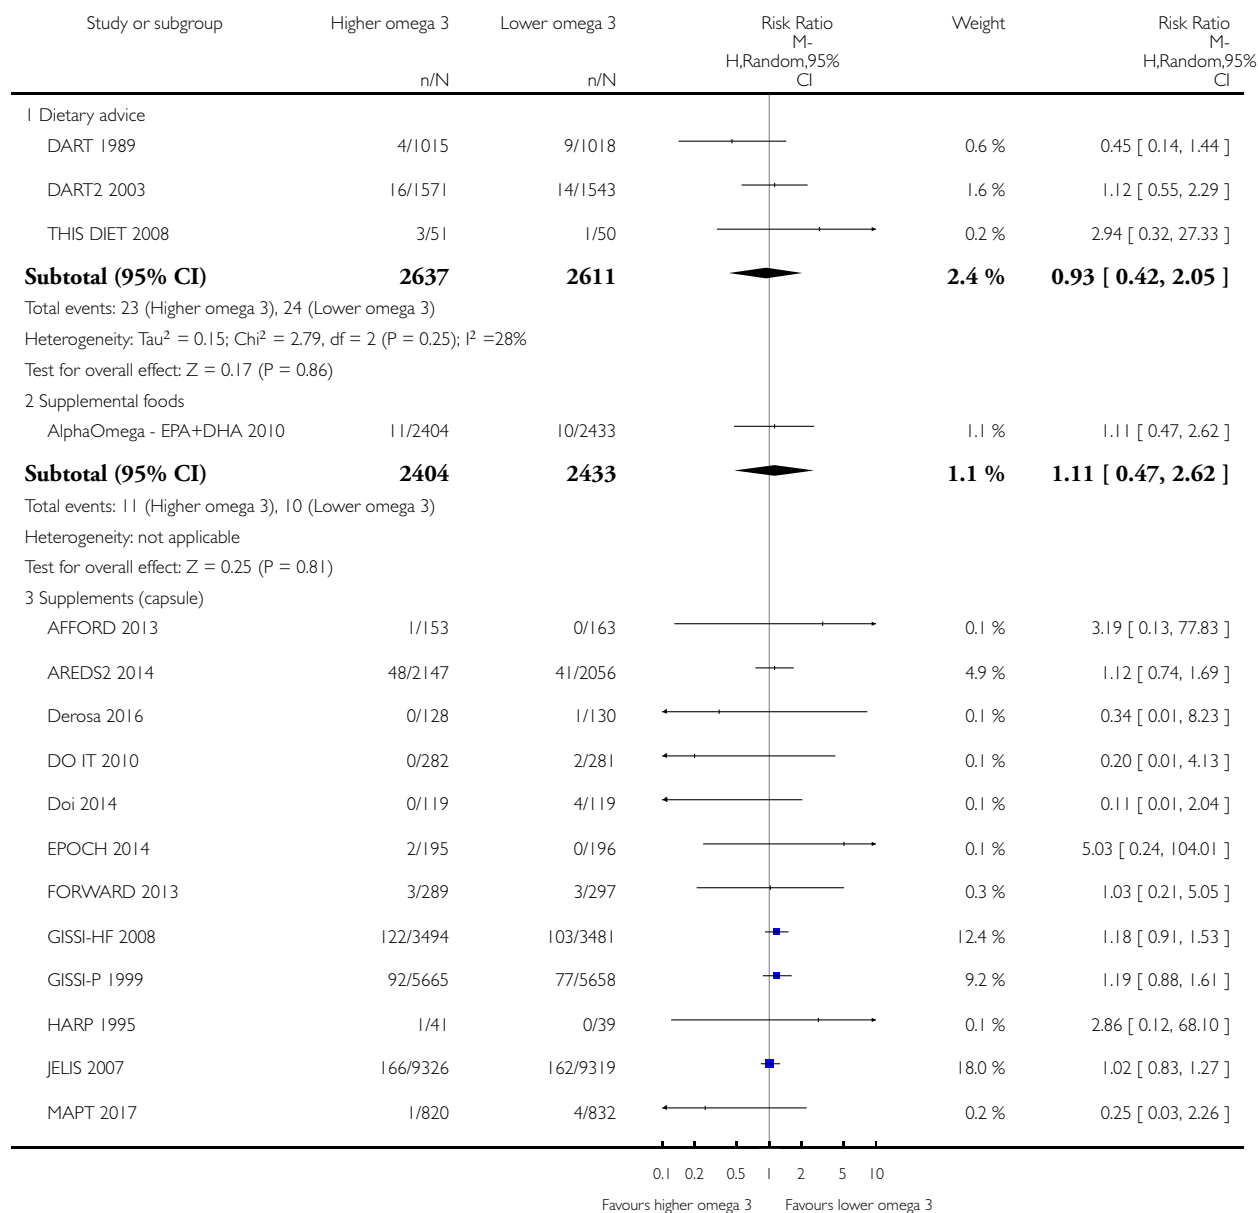 Study or subgroup Higher omega 3 Lower omega 3 Risk Ratio Weight Risk Ratio
M- M-
H,Random,95% H,Random,95%
n/N n/N CI CI
1 Dietary advice
DART 1989 4/1015 9/1018 0.6 % 0.45 [ 0.14, 1.44 ]
DART2 2003 16/1571 14/1543 1.6 % 1.12 [ 0.55, 2.29 ]
THIS DIET 2008 3/51 1/50 0.2 % 2.94 [ 0.32, 27.33 ]
Subtotal (95% CI) 2637 2611 2.4 % 0.93 [ 0.42, 2.05 ]
Total events: 23 (Higher omega 3), 24 (Lower omega 3)
Heterogeneity: Tau² = 0.15; Chi² = 2.79, df = 2 (P = 0.25); I² =28%
Test for overall effect: Z = 0.17 (P = 0.86)
2 Supplemental foods
AlphaOmega - EPA+DHA 2010 11/2404 10/2433 1.1 % 1.11 [ 0.47, 2.62 ]
Subtotal (95% CI) 2404 2433 1.1 % 1.11 [ 0.47, 2.62 ]
Total events: 11 (Higher omega 3), 10 (Lower omega 3)
Heterogeneity: not applicable
Test for overall effect: Z = 0.25 (P = 0.81)
3 Supplements (capsule)
AFFORD 2013 1/153 0/163 0.1 % 3.19 [ 0.13, 77.83 ]
AREDS2 2014 48/2147 41/2056 4.9 % 1.12 [ 0.74, 1.69 ]
Derosa 2016 0/128 1/130 0.1 % 0.34 [ 0.01, 8.23 ]
DO IT 2010 0/282 2/281 0.1 % 0.20 [ 0.01, 4.13 ]
Doi 2014 0/119 4/119 0.1 % 0.11 [ 0.01, 2.04 ]
EPOCH 2014 2/195 0/196 0.1 % 5.03 [ 0.24, 104.01 ]
FORWARD 2013 3/289 3/297 0.3 % 1.03 [ 0.21, 5.05 ]
GISSI-HF 2008 122/3494 103/3481 12.4 % 1.18 [ 0.91, 1.53 ]
GISSI-P 1999 92/5665 77/5658 9.2 % 1.19 [ 0.88, 1.61 ]
HARP 1995 1/41 0/39 0.1 % 2.86 [ 0.12, 68.10 ]
JELIS 2007 166/9326 162/9319 18.0 % 1.02 [ 0.83, 1.27 ]
MAPT 2017 1/820 4/832 0.2 % 0.25 [ 0.03, 2.26 ]
0.1 0.2 0.5 1 2 5 10
Favours higher omega 3 Favours lower omega 3